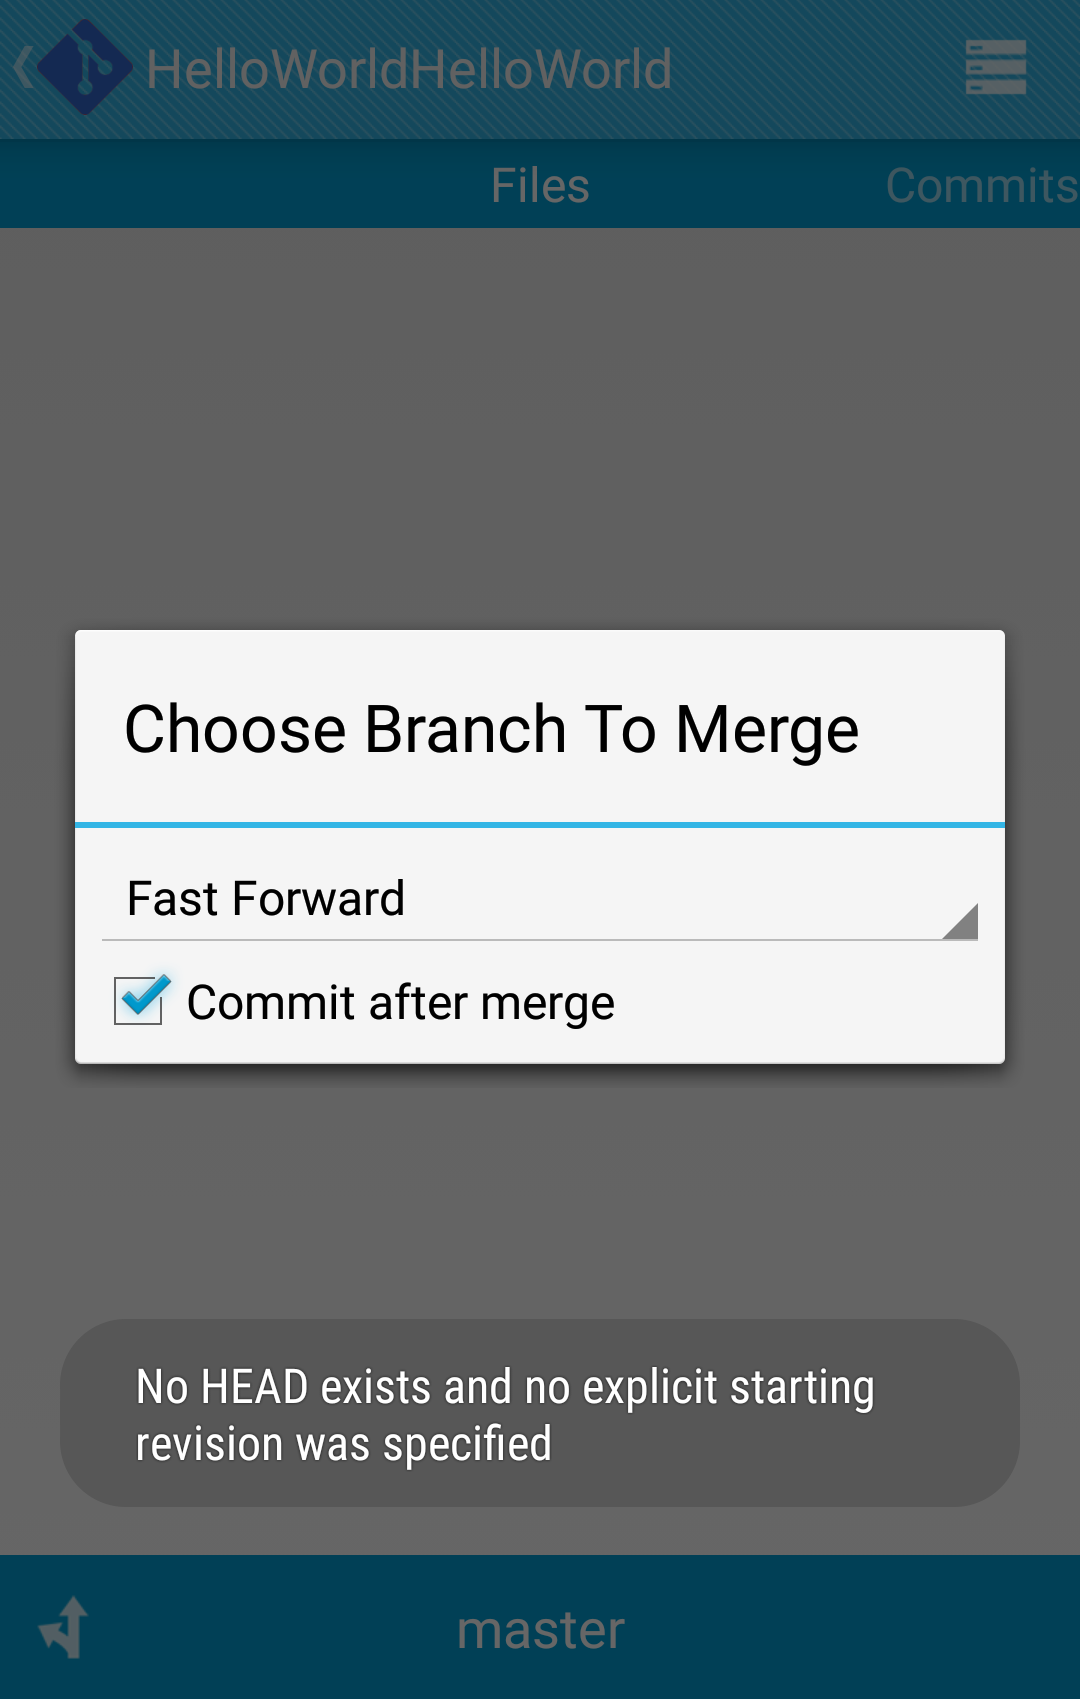 HelloWorldHelloWorld
Files
Commits
Choose Branch To Merge
Fast Forward
Commit after merge
No HEAD exists and no explicit starting
revision was specified
master